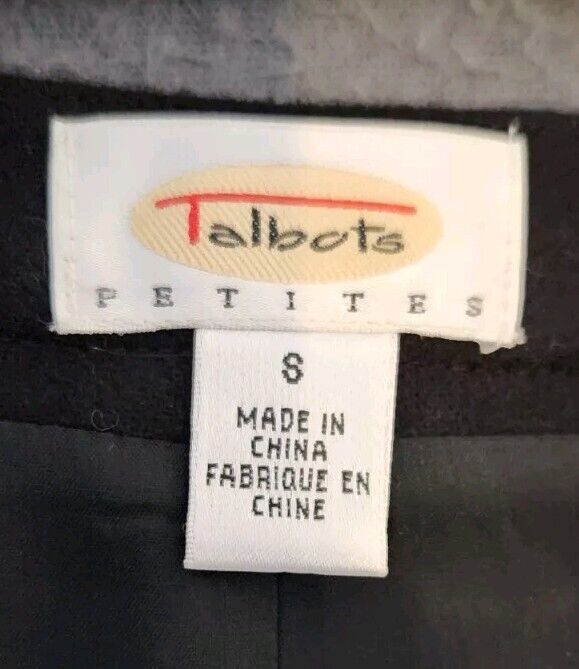 Talbots
PETITES
S
MADE IN
CHINA
FABRIQUE EN
CHINE